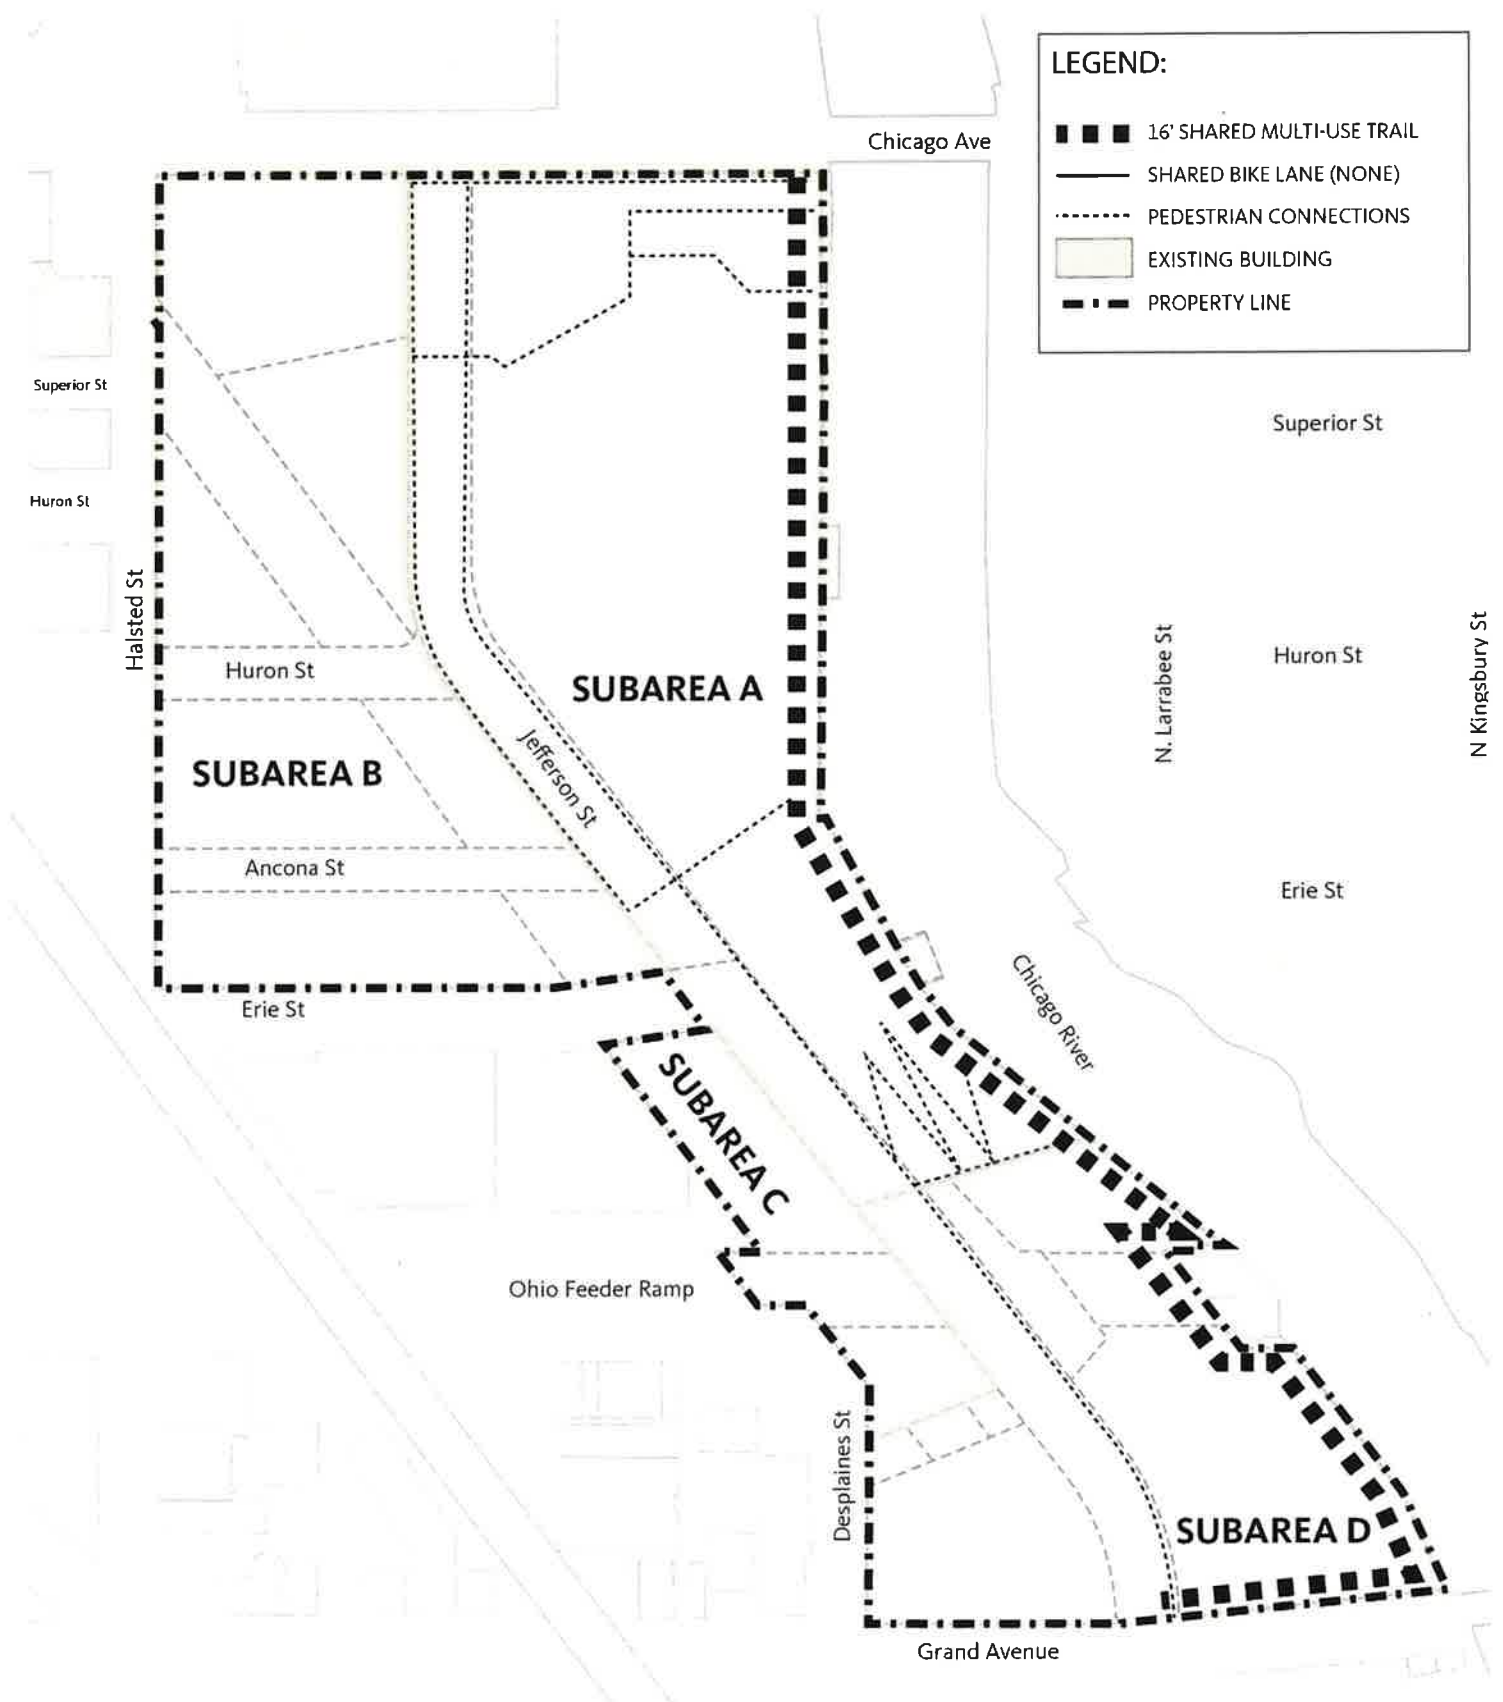 LEGEND:
16' SHARED MULTI-USE TRAIL
SHARED BIKE LANE (NONE)
PEDESTRIAN CONNECTIONS
EXISTING BUILDING
PROPERTY LINE
Chicago Ave
Superior St
Superior St
Huron St
Halsted St
Huron St
SUBAREA A
N. Larrabee St
Huron St
N Kingsbury St
Jefferson St
SUBAREA B
Ancona St
Erie St
Erie St
Chicago River
SUBAREA C
Ohio Feeder Ramp
Desplaines St
SUBAREA D
Grand Avenue